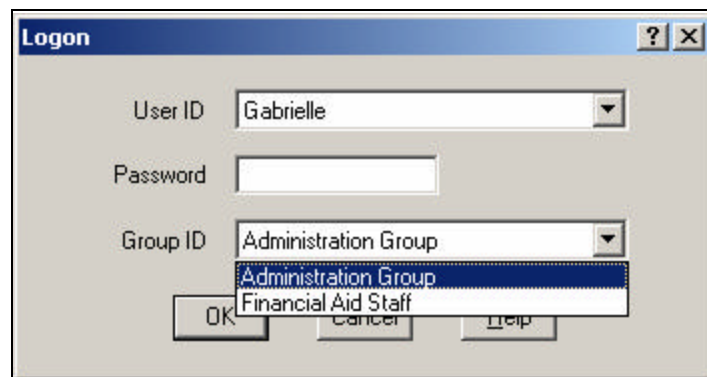 Logon
User ID Gabrielle
Password
Group ID Administration Group
Administration Group
Financial Aid Staff
OK Cancel Help